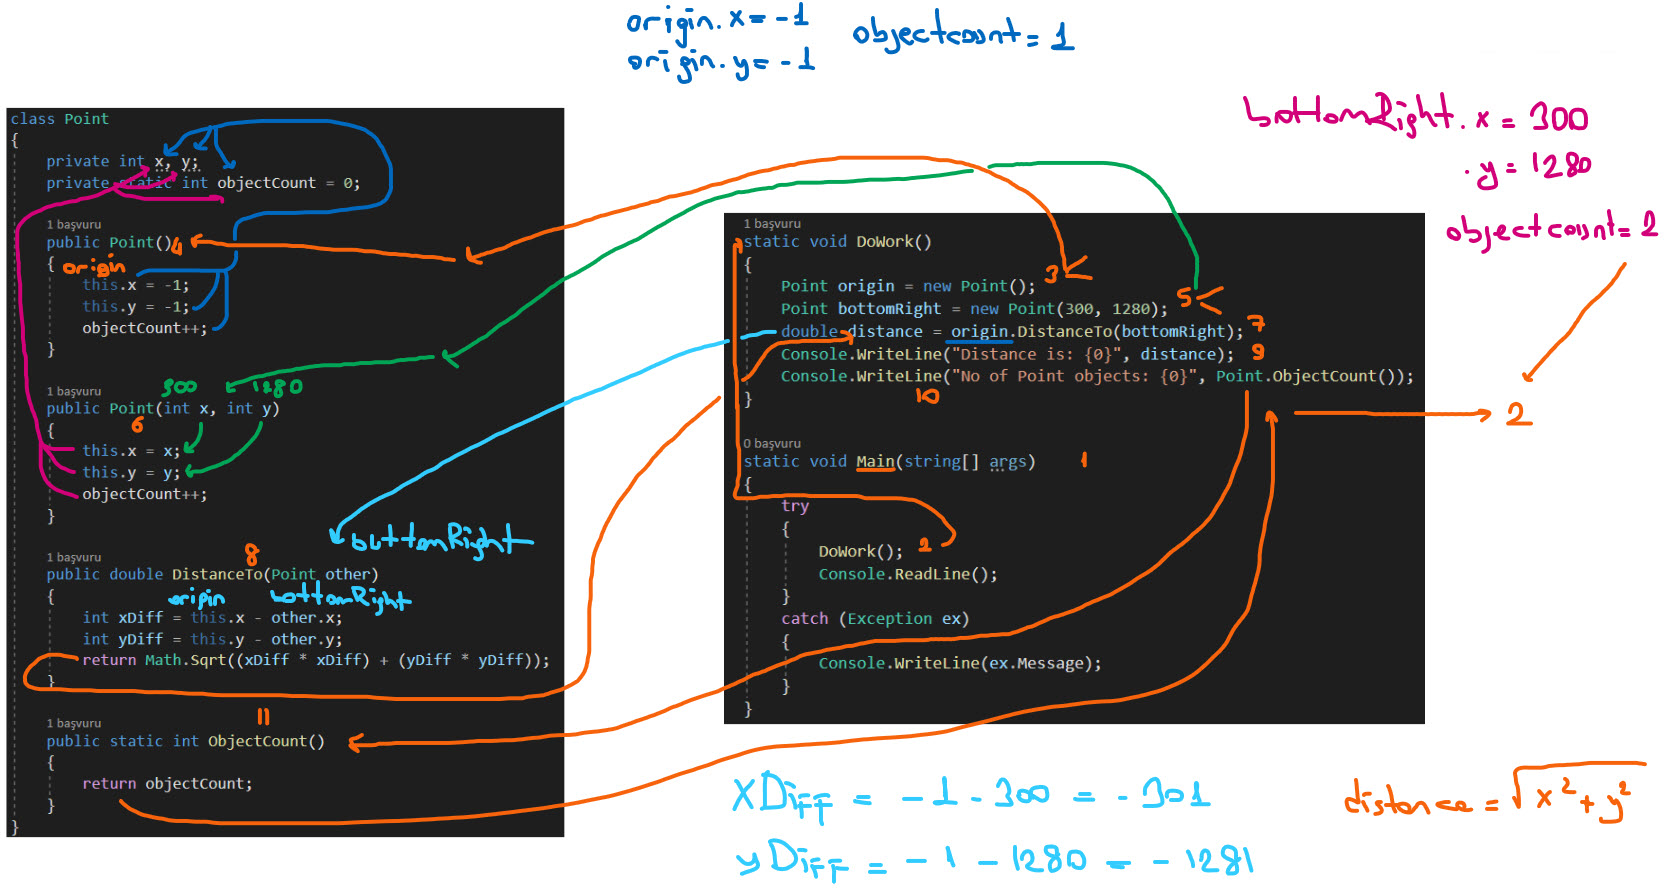 origin.x = -1
origin.y = -1
objectcount = 1
bottomRight.x = 300
.y = 1280
objectcount = 2
class Point
{
private int x, y;
private static int objectCount = 0;
1 başvuru
public Point() 4
{
origin
this.x = -1;
this.y = -1;
objectCount++;
}
300 1280
1 başvuru
public Point(int x, int y)
6
{
this.x = x;
this.y = y;
objectCount++;
}
bottomRight
8
1 başvuru
public double DistanceTo(Point other)
{
origin bottomRight
int xDiff = this.x - other.x;
int yDiff = this.y - other.y;
return Math.Sqrt((xDiff * xDiff) + (yDiff * yDiff));
}
11
1 başvuru
public static int ObjectCount()
{
return objectCount;
}
}
1 başvuru
static void DoWork()
{
Point origin = new Point(); 3
Point bottomRight = new Point(300, 1280); 5
double distance = origin.DistanceTo(bottomRight); 7
Console.WriteLine("Distance is: {0}", distance); 9
Console.WriteLine("No of Point objects: {0}", Point.ObjectCount());
10
}
2
0 başvuru
static void Main(string[] args) 1
{
try
{
DoWork(); 2
Console.ReadLine();
}
catch (Exception ex)
{
Console.WriteLine(ex.Message);
}
}
XDiff = -1 - 300 = -301
yDiff = -1 - 1280 = -1281
distance = √x² + y²